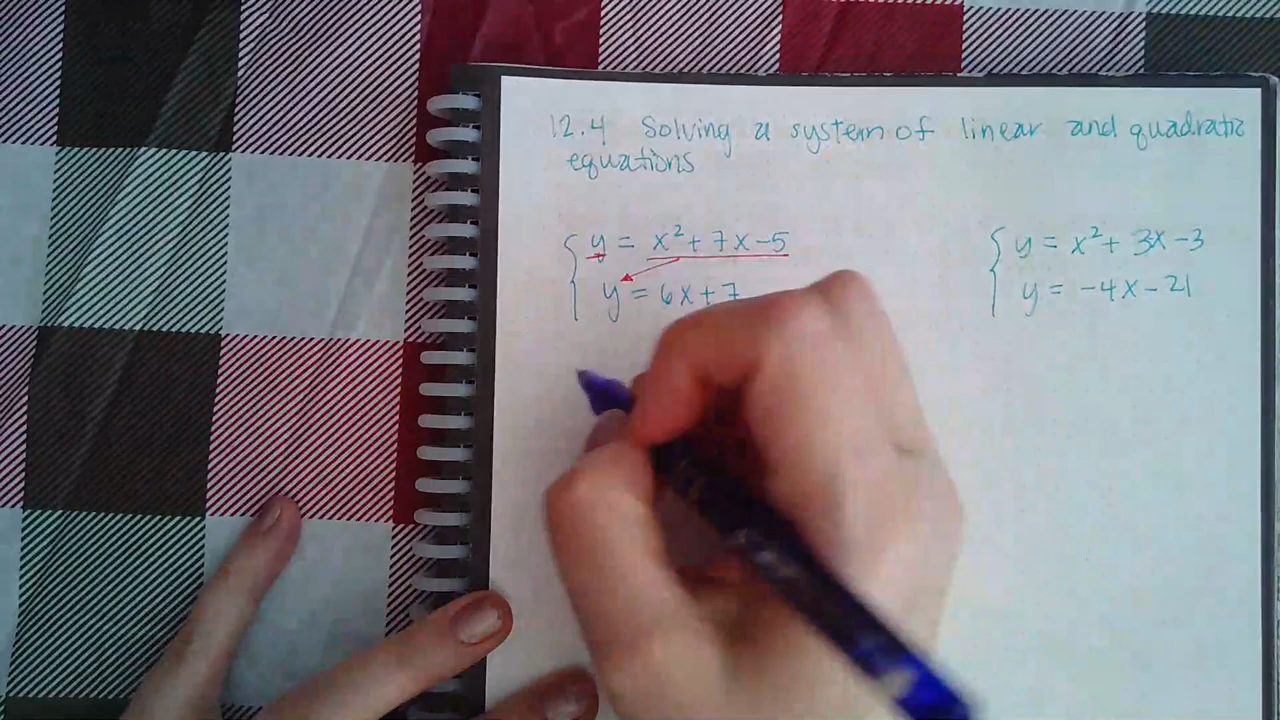 12.4 Solving a system of linear and quadratic
equations
y = x² + 7x - 5
y = 6x + 7
y = x² + 3x - 3
y = -4x - 21